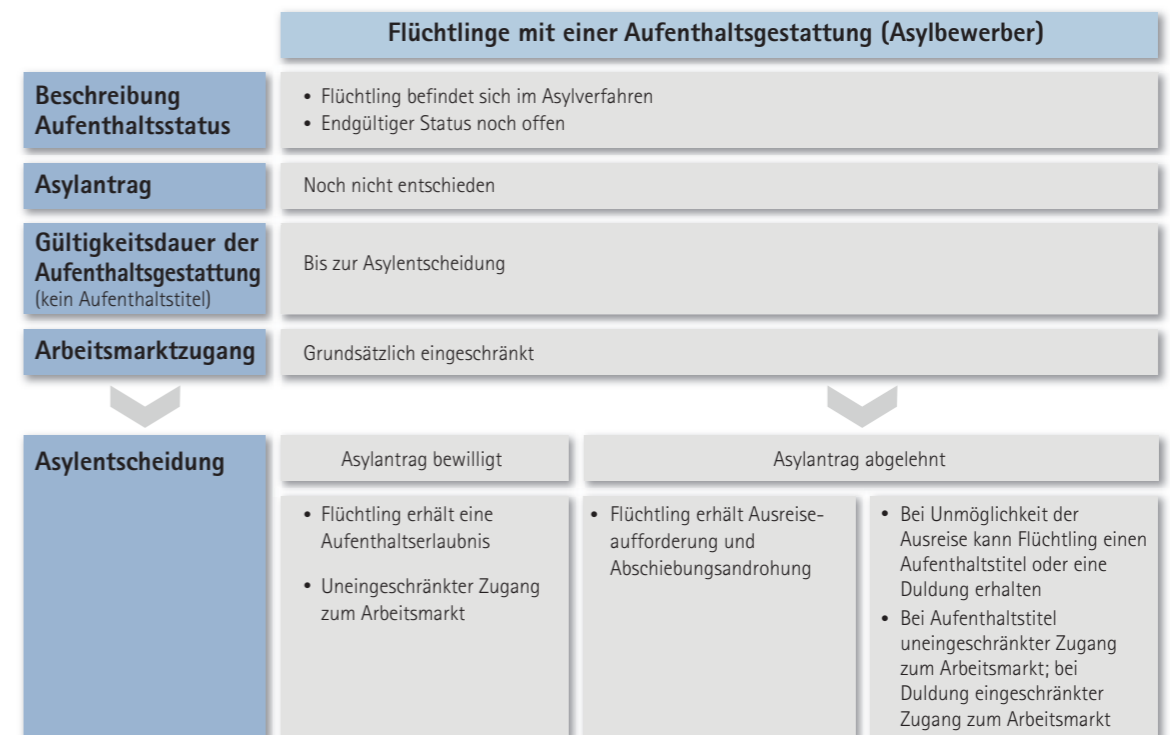 Flüchtlinge mit einer Aufenthaltsgestattung (Asylbewerber)
Beschreibung
Aufenthaltsstatus
• Flüchtling befindet sich im Asylverfahren
• Endgültiger Status noch offen
Asylantrag
Noch nicht entschieden
Gültigkeitsdauer der
Aufenthaltsgestattung
(kein Aufenthaltstitel)
Bis zur Asylentscheidung
Arbeitsmarktzugang
Grundsätzlich eingeschränkt
Asylentscheidung
Asylantrag bewilligt
Asylantrag abgelehnt
• Flüchtling erhält eine
Aufenthaltserlaubnis
• Uneingeschränkter Zugang
zum Arbeitsmarkt
• Flüchtling erhält Ausreise-
aufforderung und
Abschiebungsandrohung
• Bei Unmöglichkeit der
Ausreise kann Flüchtling einen
Aufenthaltstitel oder eine
Duldung erhalten
• Bei Aufenthaltstitel
uneingeschränkter Zugang
zum Arbeitsmarkt; bei
Duldung eingeschränkter
Zugang zum Arbeitsmarkt